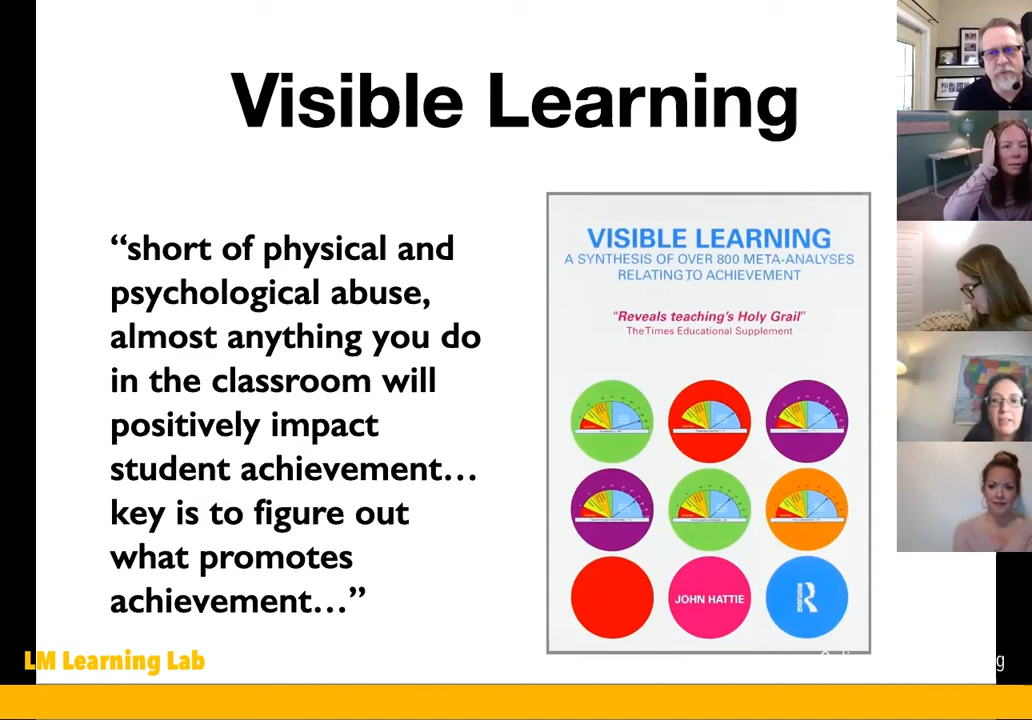 Visible Learning
“short of physical and
psychological abuse,
almost anything you do
in the classroom will
positively impact
student achievement…
key is to figure out
what promotes
achievement…”
VISIBLE LEARNING
A SYNTHESIS OF OVER 800 META-ANALYSES
RELATING TO ACHIEVEMENT
“Reveals teaching’s Holy Grail”
The Times Educational Supplement
JOHN HATTIE
ROUTLEDGE
LM Learning Lab